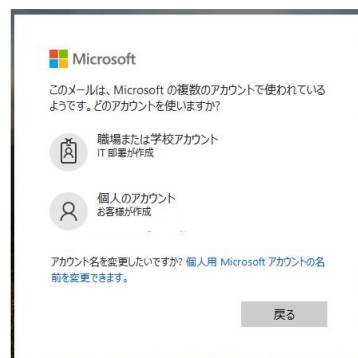 Microsoft
このメールは、Microsoft の複数のアカウントで使われている
ようです。どのアカウントを使いますか?
職場または学校アカウント
IT 部署が作成
個人のアカウント
お客様が作成
アカウント名を変更したいですか? 個人用 Microsoft アカウントの名
前を変更できます。
戻る